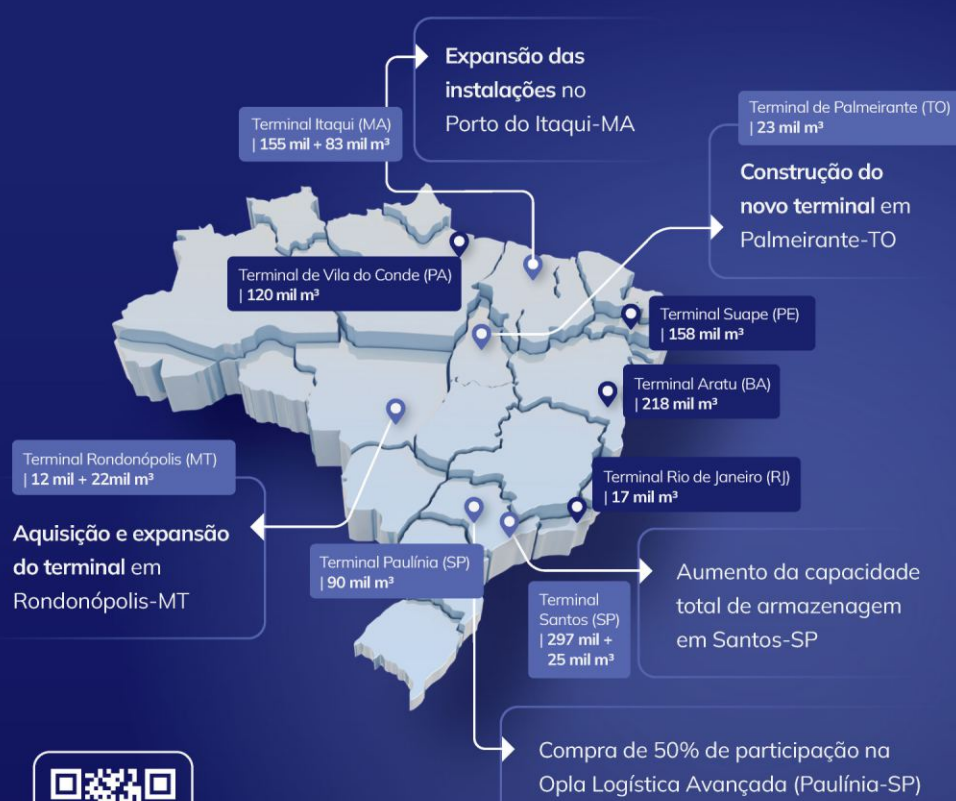 Expansão das
instalações no
Porto do Itaqui-MA
Terminal Itaqui (MA)
| 155 mil + 83 mil m³
Terminal de Palmeirante (TO)
| 23 mil m³
Construção do
novo terminal em
Palmeirante-TO
Terminal de Vila do Conde (PA)
| 120 mil m³
Terminal Suape (PE)
| 158 mil m³
Terminal Aratu (BA)
| 218 mil m³
Terminal Rondonópolis (MT)
| 12 mil + 22mil m³
Aquisição e expansão
do terminal em
Rondonópolis-MT
Terminal Rio de Janeiro (RJ)
| 17 mil m³
Terminal Paulínia (SP)
| 90 mil m³
Terminal
Santos (SP)
| 297 mil +
25 mil m³
Aumento da capacidade
total de armazenagem
em Santos-SP
Compra de 50% de participação na
Opla Logística Avançada (Paulínia-SP)